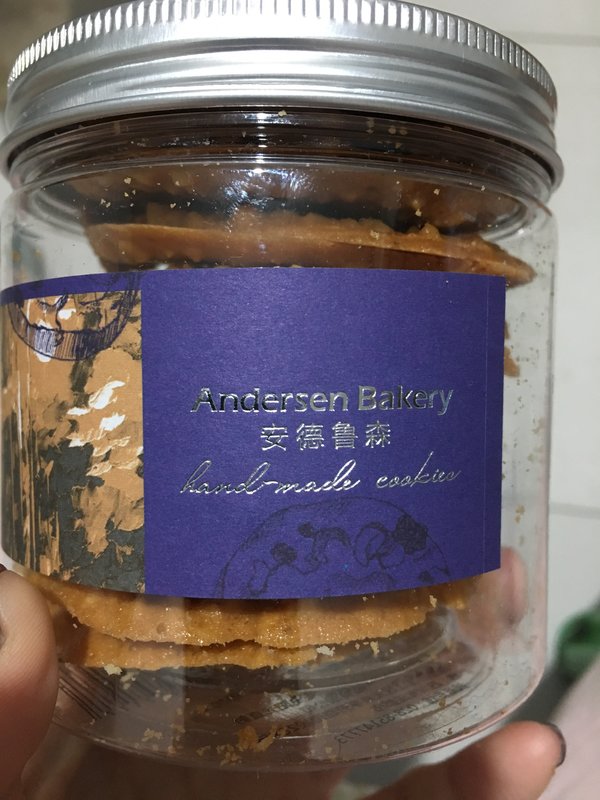 Andersen Bakery
安德鲁森
hand-made cookies